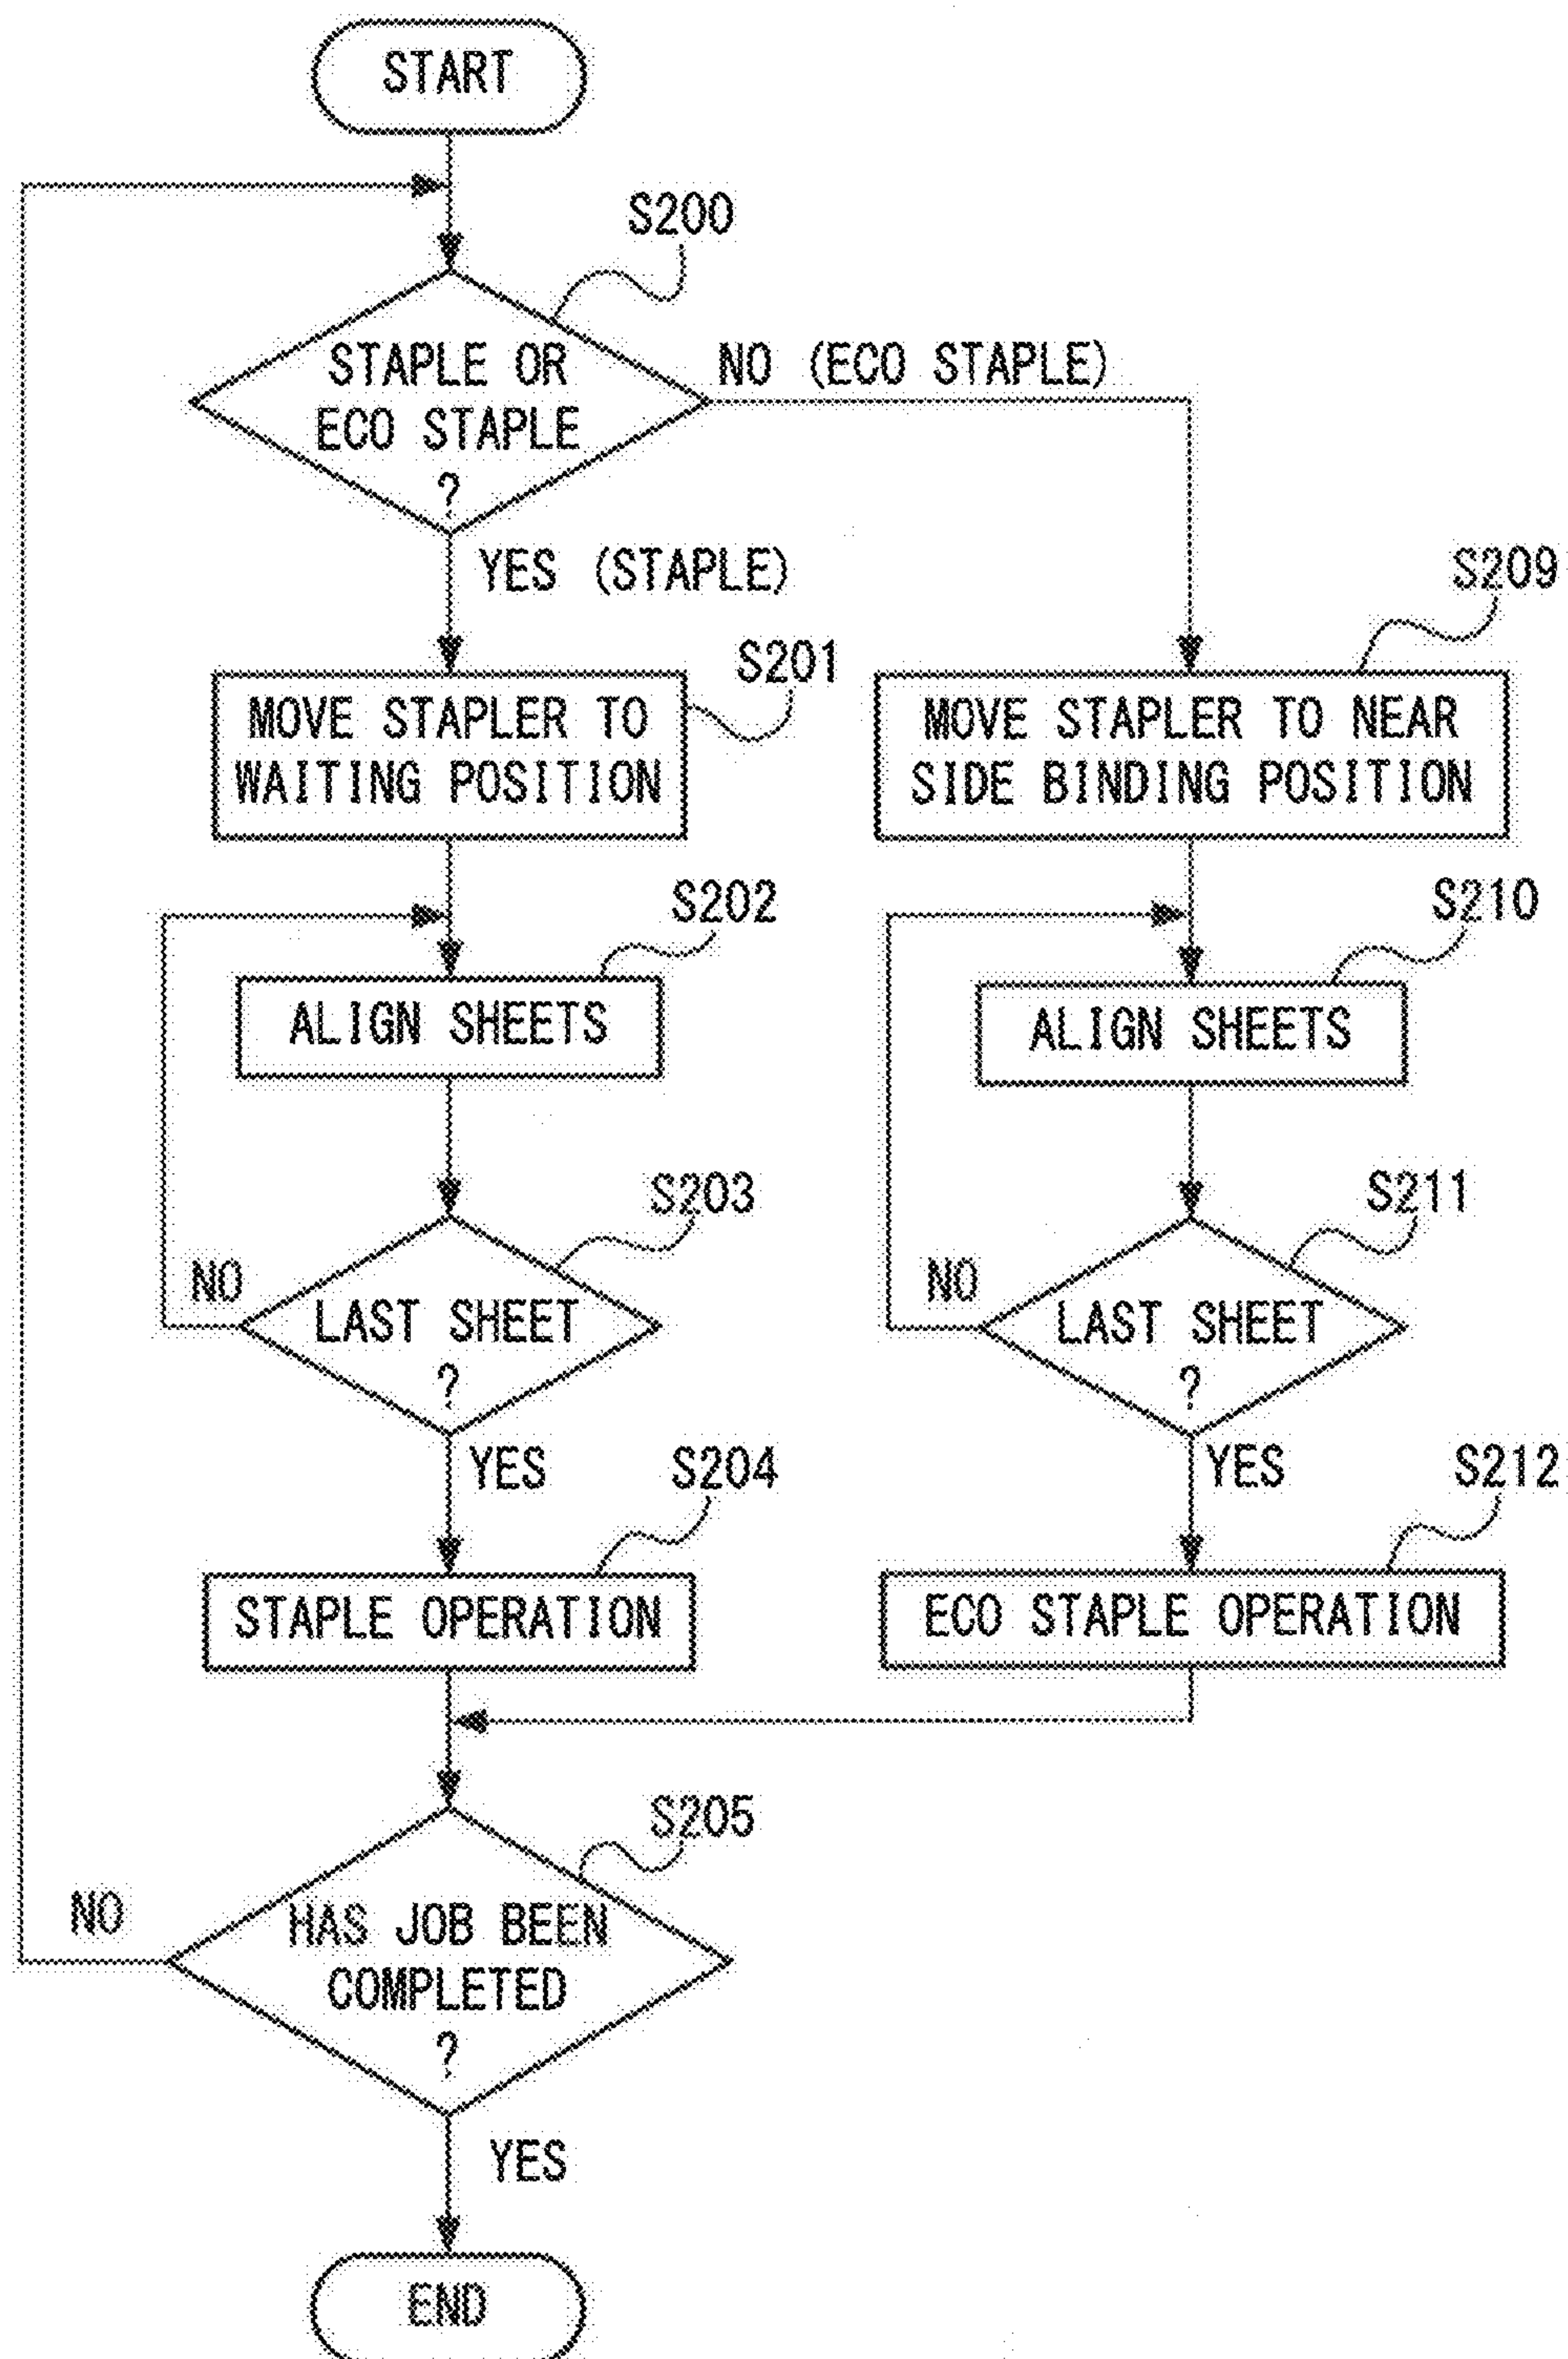 START
S200
STAPLE OR
ECO STAPLE
?
NO (ECO STAPLE)
YES (STAPLE)
S201
MOVE STAPLER TO
WAITING POSITION
S209
MOVE STAPLER TO NEAR
SIDE BINDING POSITION
S202
ALIGN SHEETS
S210
ALIGN SHEETS
S203
LAST SHEET
?
NO
YES
S211
LAST SHEET
?
NO
YES
S204
STAPLE OPERATION
S212
ECO STAPLE OPERATION
S205
HAS JOB BEEN
COMPLETED
?
NO
YES
END